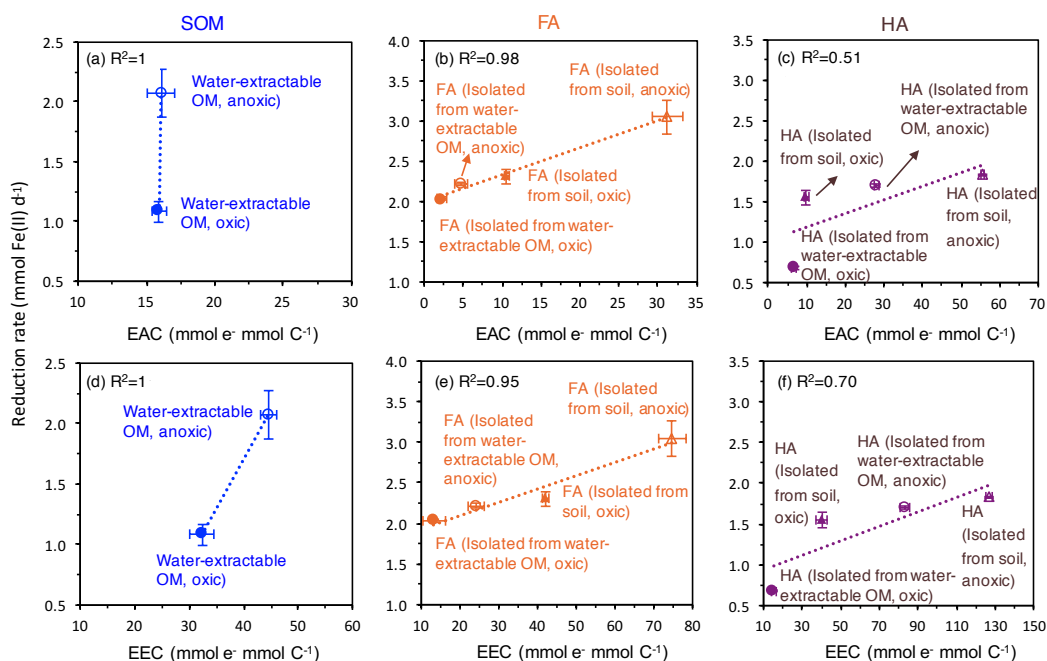 SOM
FA
HA
Reduction rate (mmol Fe(II) d⁻¹)
(a) R²=1
Water-extractable
OM, anoxic)
Water-extractable
OM, oxic)
2.5
2.0
1.5
1.0
0.5
10 15 20 25 30
EAC (mmol e⁻ mmol C⁻¹)
(b) R²=0.98
FA (Isolated
from soil, anoxic)
FA (Isolated
from water-
extractable
OM,
anoxic)
FA (Isolated
from soil, oxic)
FA (Isolated from water-
extractable OM, oxic)
4.0
3.5
3.0
2.5
2.0
1.5
1.0
0 5 10 15 20 25 30 35
EAC (mmol e⁻ mmol C⁻¹)
(c) R²=0.51
HA (Isolated from
water-extractable
OM, anoxic)
HA (Isolated
from soil, oxic)
HA (Isolated
from soil,
anoxic)
HA (Isolated
from water-
extractable
OM, oxic)
3.5
3.0
2.5
2.0
1.5
1.0
0.5
0 10 20 30 40 50 60 70
EAC (mmol e⁻ mmol C⁻¹)
(d) R²=1
Water-extractable
OM, anoxic)
Water-extractable
OM, oxic)
2.5
2.0
1.5
1.0
0.5
20 30 40 50 60
EEC (mmol e⁻ mmol C⁻¹)
(e) R²=0.95
FA (Isolated
from soil, anoxic)
FA (Isolated
from water-
extractable OM,
anoxic)
FA (Isolated from
soil, oxic)
FA (Isolated from water-
extractable OM, oxic)
4.0
3.5
3.0
2.5
2.0
1.5
1.0
10 20 30 40 50 60 70 80
EEC (mmol e⁻ mmol C⁻¹)
(f) R²=0.70
HA (Isolated from
water-extractable
OM, anoxic)
HA
(Isolated
from soil,
oxic)
HA
(Isolated
from soil,
anoxic)
HA (Isolated from water-
extractable OM, oxic)
3.5
3.0
2.5
2.0
1.5
1.0
0.5
10 30 50 70 90 110 130 150
EEC (mmol e⁻ mmol C⁻¹)